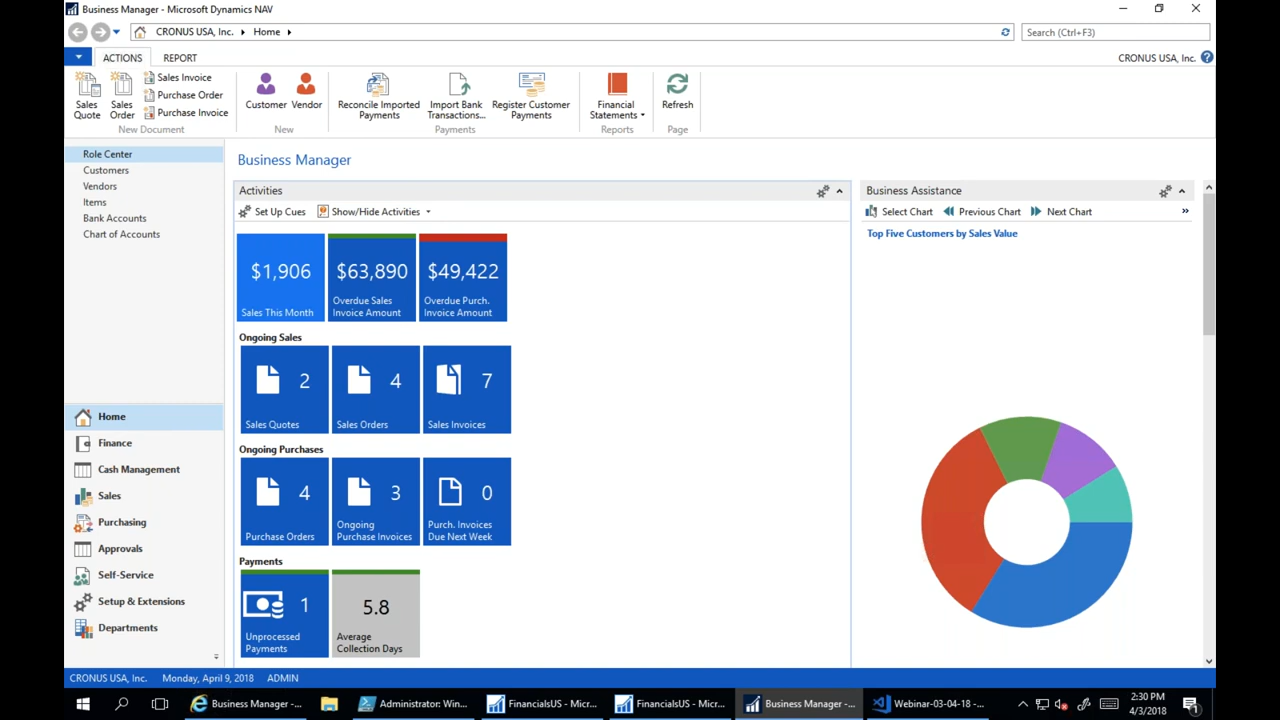 Business Manager - Microsoft Dynamics NAV
CRONUS USA, Inc. Home
Search (Ctrl+F3)
ACTIONS REPORT
CRONUS USA, Inc.
Sales Quote
Sales Order
Sales Invoice
Purchase Order
Purchase Invoice
New Document
Customer
Vendor
New
Reconcile Imported Payments
Import Bank Transactions...
Register Customer Payments
Payments
Financial Statements
Reports
Refresh
Page
Role Center
Customers
Vendors
Items
Bank Accounts
Chart of Accounts
Home
Finance
Cash Management
Sales
Purchasing
Approvals
Self-Service
Setup & Extensions
Departments
Business Manager
Activities
Set Up Cues Show/Hide Activities
$1,906
Sales This Month
$63,890
Overdue Sales
Invoice Amount
$49,422
Overdue Purch.
Invoice Amount
Ongoing Sales
2
Sales Quotes
4
Sales Orders
7
Sales Invoices
Ongoing Purchases
4
Purchase Orders
3
Ongoing
Purchase Invoices
0
Purch. Invoices
Due Next Week
Payments
1
Unprocessed
Payments
5.8
Average
Collection Days
Business Assistance
Select Chart Previous Chart Next Chart »
Top Five Customers by Sales Value
CRONUS USA, Inc. Monday, April 9, 2018 ADMIN
Business Manager -...
Administrator: Win...
FinancialsUS - Micr...
FinancialsUS - Micr...
Business Manager -...
Webinar-03-04-18 -...
2:30 PM
4/3/2018
1